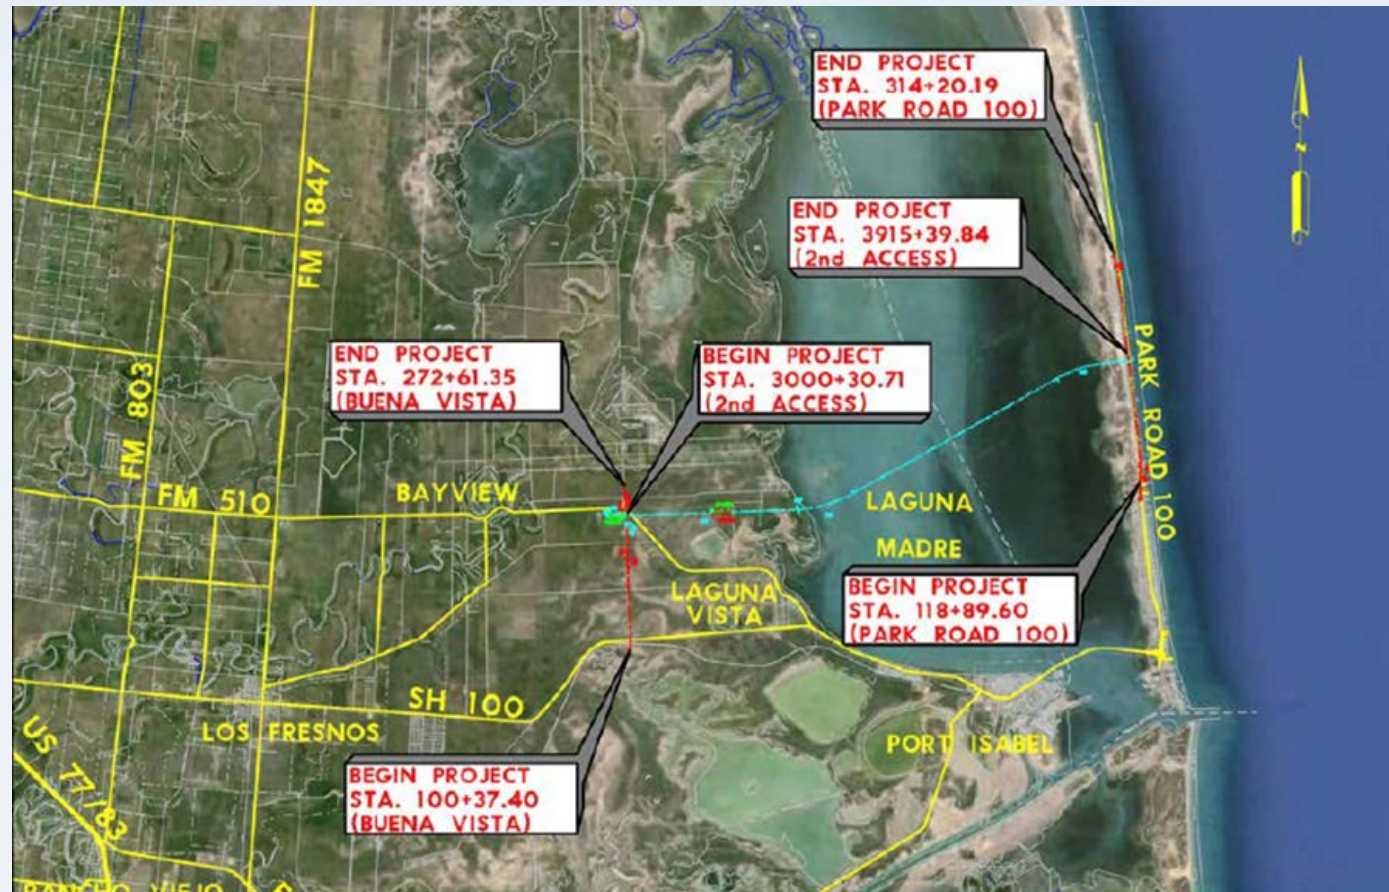 END PROJECT
STA. 314+20.19
(PARK ROAD 100)
N
FM 1847
END PROJECT
STA. 3915+39.84
(2nd ACCESS)
END PROJECT
STA. 272+61.35
(BUENA VISTA)
BEGIN PROJECT
STA. 3000+30.71
(2nd ACCESS)
PARK ROAD 100
FM 803
FM 510
BAYVIEW
LAGUNA
MADRE
BEGIN PROJECT
STA. 118+89.60
(PARK ROAD 100)
LAGUNA
VISTA
SH 100
LOS FRESNOS
PORT ISABEL
US 77/83
BEGIN PROJECT
STA. 100+37.40
(BUENA VISTA)
RANCHO VIEJO